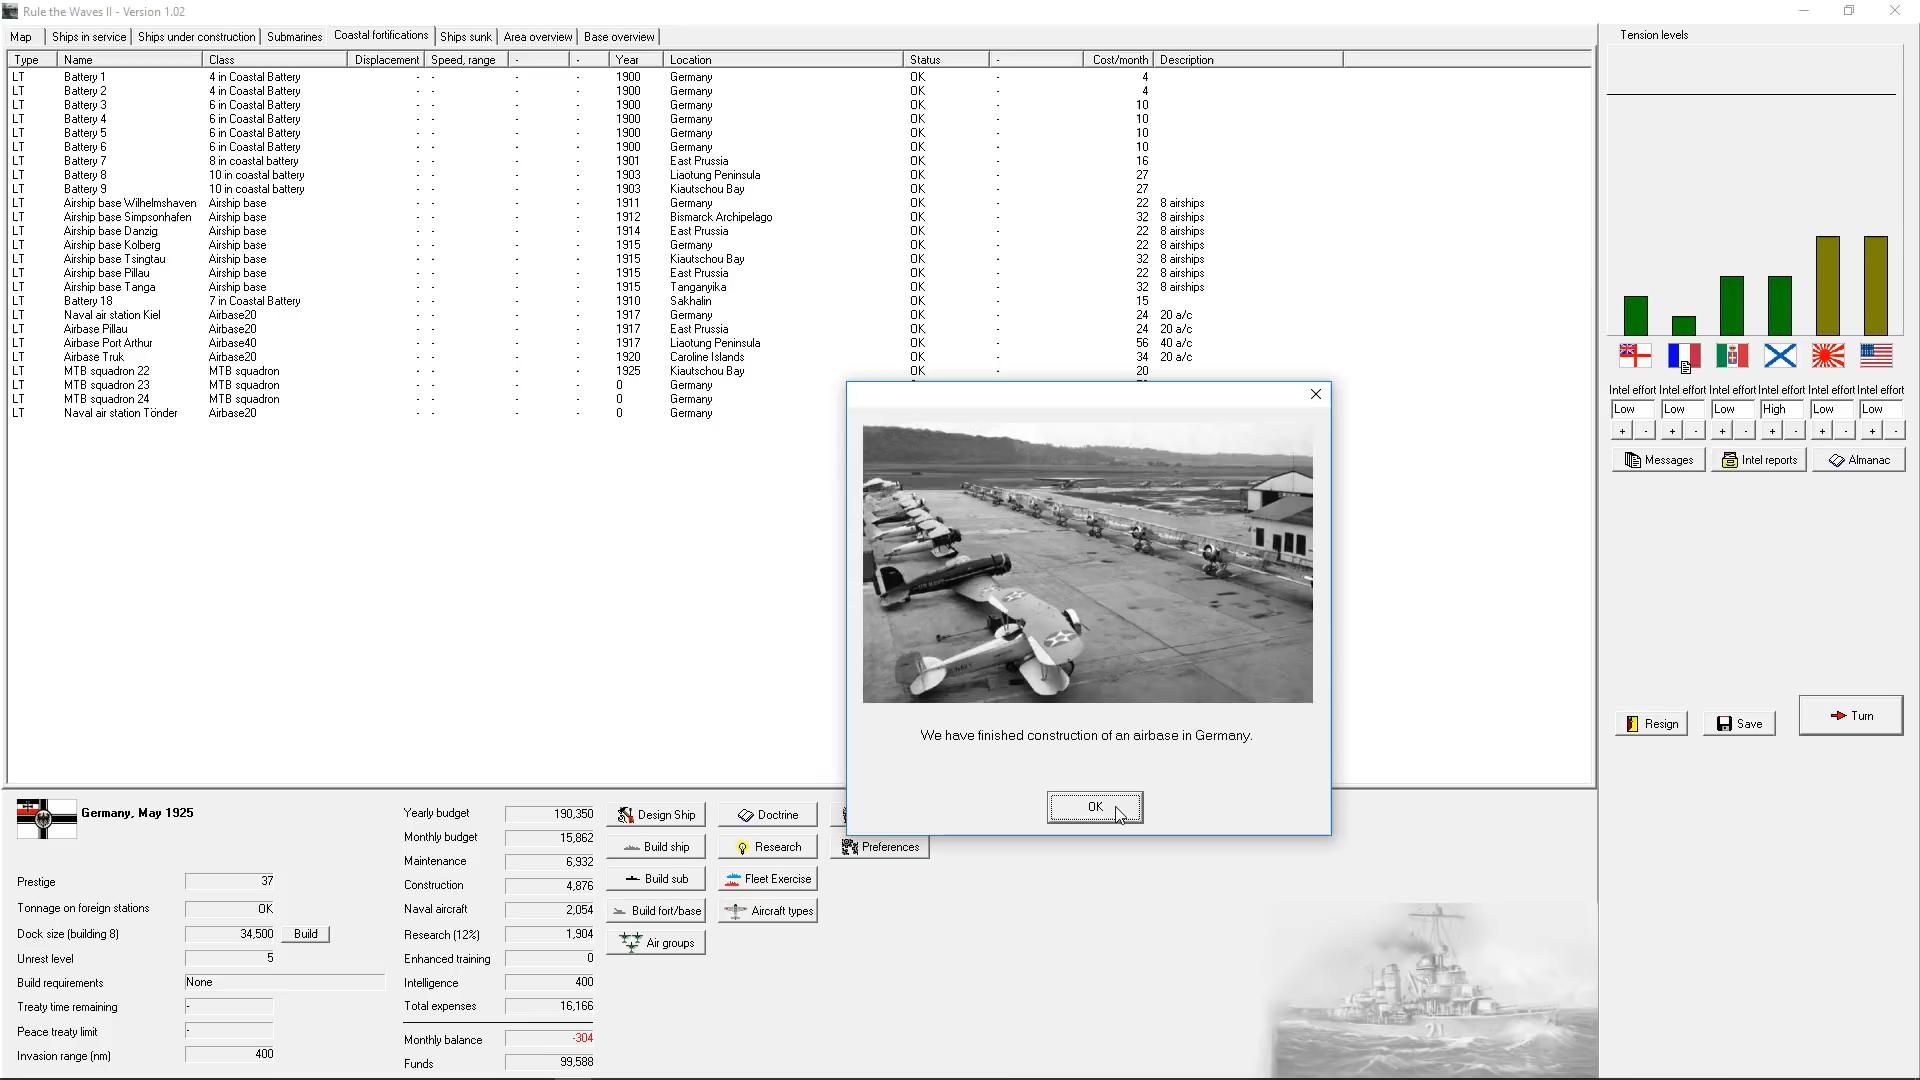 Rule the Waves II - Version 1.02
Map Ships in service Ships under construction Submarines Coastal fortifications Ships sunk Area overview Base overview
Type Name Class Displacement Speed, range - - Year Location Status - Cost/month Description
LT Battery 1 4 in Coastal Battery - - - - 1900 Germany OK - 4
LT Battery 2 4 in Coastal Battery - - - - 1900 Germany OK - 4
LT Battery 3 6 in Coastal Battery - - - - 1900 Germany OK - 10
LT Battery 4 6 in Coastal Battery - - - - 1900 Germany OK - 10
LT Battery 5 6 in Coastal Battery - - - - 1900 Germany OK - 10
LT Battery 6 6 in Coastal Battery - - - - 1900 Germany OK - 10
LT Battery 7 8 in coastal battery - - - - 1901 East Prussia OK - 16
LT Battery 8 10 in coastal battery - - - - 1903 Liaotung Peninsula OK - 27
LT Battery 9 10 in coastal battery - - - - 1903 Kiautschou Bay OK - 27
LT Airship base Wilhelmshaven Airship base - - - - 1911 Germany OK - 22 8 airships
LT Airship base Simpsonhafen Airship base - - - - 1912 Bismarck Archipelago OK - 32 8 airships
LT Airship base Danzig Airship base - - - - 1914 East Prussia OK - 22 8 airships
LT Airship base Kolberg Airship base - - - - 1915 Germany OK - 22 8 airships
LT Airship base Tsingtau Airship base - - - - 1915 Kiautschou Bay OK - 32 8 airships
LT Airship base Pillau Airship base - - - - 1915 East Prussia OK - 22 8 airships
LT Airship base Tanga Airship base - - - - 1915 Tanganyika OK - 32 8 airships
LT Battery 18 7 in Coastal Battery - - - - 1910 Sakhalin OK - 15
LT Naval air station Kiel Airbase20 - - - - 1917 Germany OK - 24 20 a/c
LT Airbase Pillau Airbase20 - - - - 1917 East Prussia OK - 24 20 a/c
LT Airbase Port Arthur Airbase40 - - - - 1917 Liaotung Peninsula OK - 56 40 a/c
LT Airbase Truk Airbase20 - - - - 1920 Caroline Islands OK - 34 20 a/c
LT MTB squadron 22 MTB squadron - - - - 1925 Kiautschou Bay OK - 20
LT MTB squadron 23 MTB squadron - - - - 0 Germany
LT MTB squadron 24 MTB squadron - - - - 0 Germany
LT Naval air station Tönder Airbase20 - - - - 0 Germany
We have finished construction of an airbase in Germany.
OK
Tension levels
Intel effort Intel effort Intel effort Intel effort Intel effort Intel effort
Low Low Low High Low Low
+ - + - + - + - + - + -
Messages Intel reports Almanac
Resign Save Turn
Germany, May 1925
Prestige 37
Tonnage on foreign stations OK
Dock size (building 8) 34,500 Build
Unrest level 5
Build requirements None
Treaty time remaining -
Peace treaty limit -
Invasion range (nm) 400
Yearly budget 190,350
Monthly budget 15,862
Maintenance 6,932
Construction 4,876
Naval aircraft 2,054
Research (12%) 1,904
Enhanced training 0
Intelligence 400
Total expenses 16,166
Monthly balance -304
Funds 99,588
Design Ship Doctrine
Build ship Research Preferences
Build sub Fleet Exercise
Build fort/base Aircraft types
Air groups